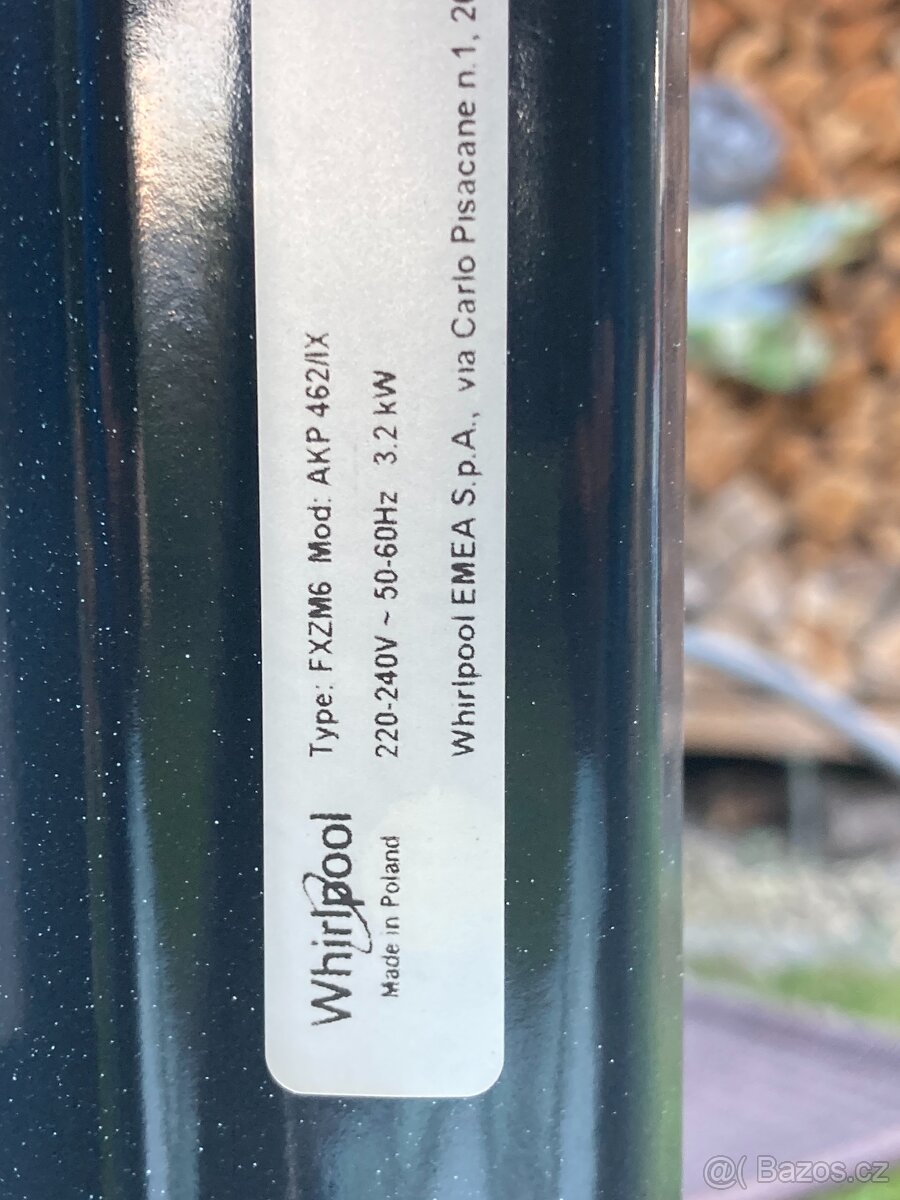 Whirlpool
Made in Poland
Type: FXZM6 Mod: AKP 462/IX
220-240V ~ 50-60Hz 3.2 kW
Whirlpool EMEA S.p.A., via Carlo Pisacane n.1,
@( Bazos.cz